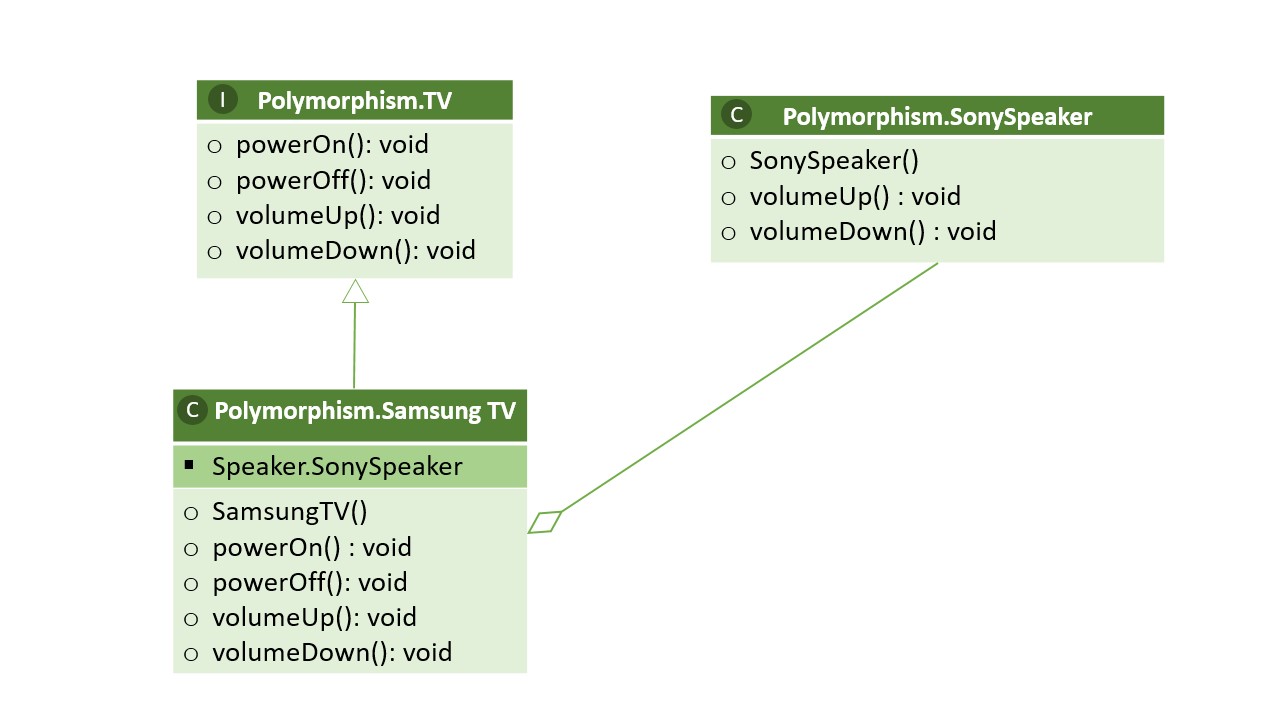 I Polymorphism.TV
o powerOn(): void
o powerOff(): void
o volumeUp(): void
o volumeDown(): void
C Polymorphism.SonySpeaker
o SonySpeaker()
o volumeUp() : void
o volumeDown() : void
C Polymorphism.Samsung TV
▪ Speaker.SonySpeaker
o SamsungTV()
o powerOn() : void
o powerOff(): void
o volumeUp(): void
o volumeDown(): void